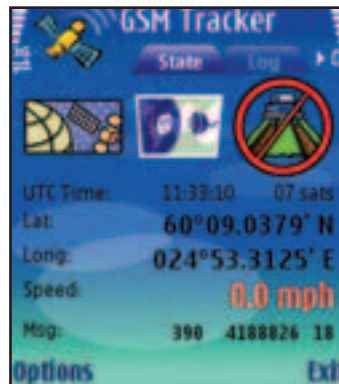 GSM Tracker
State Log
UTC Time: 11:33:10 07 sats
Lat: 60°09.0379' N
Long: 024°53.3125' E
Speed: 0.0 mph
Msg: 390 4188826 18
Options Exit